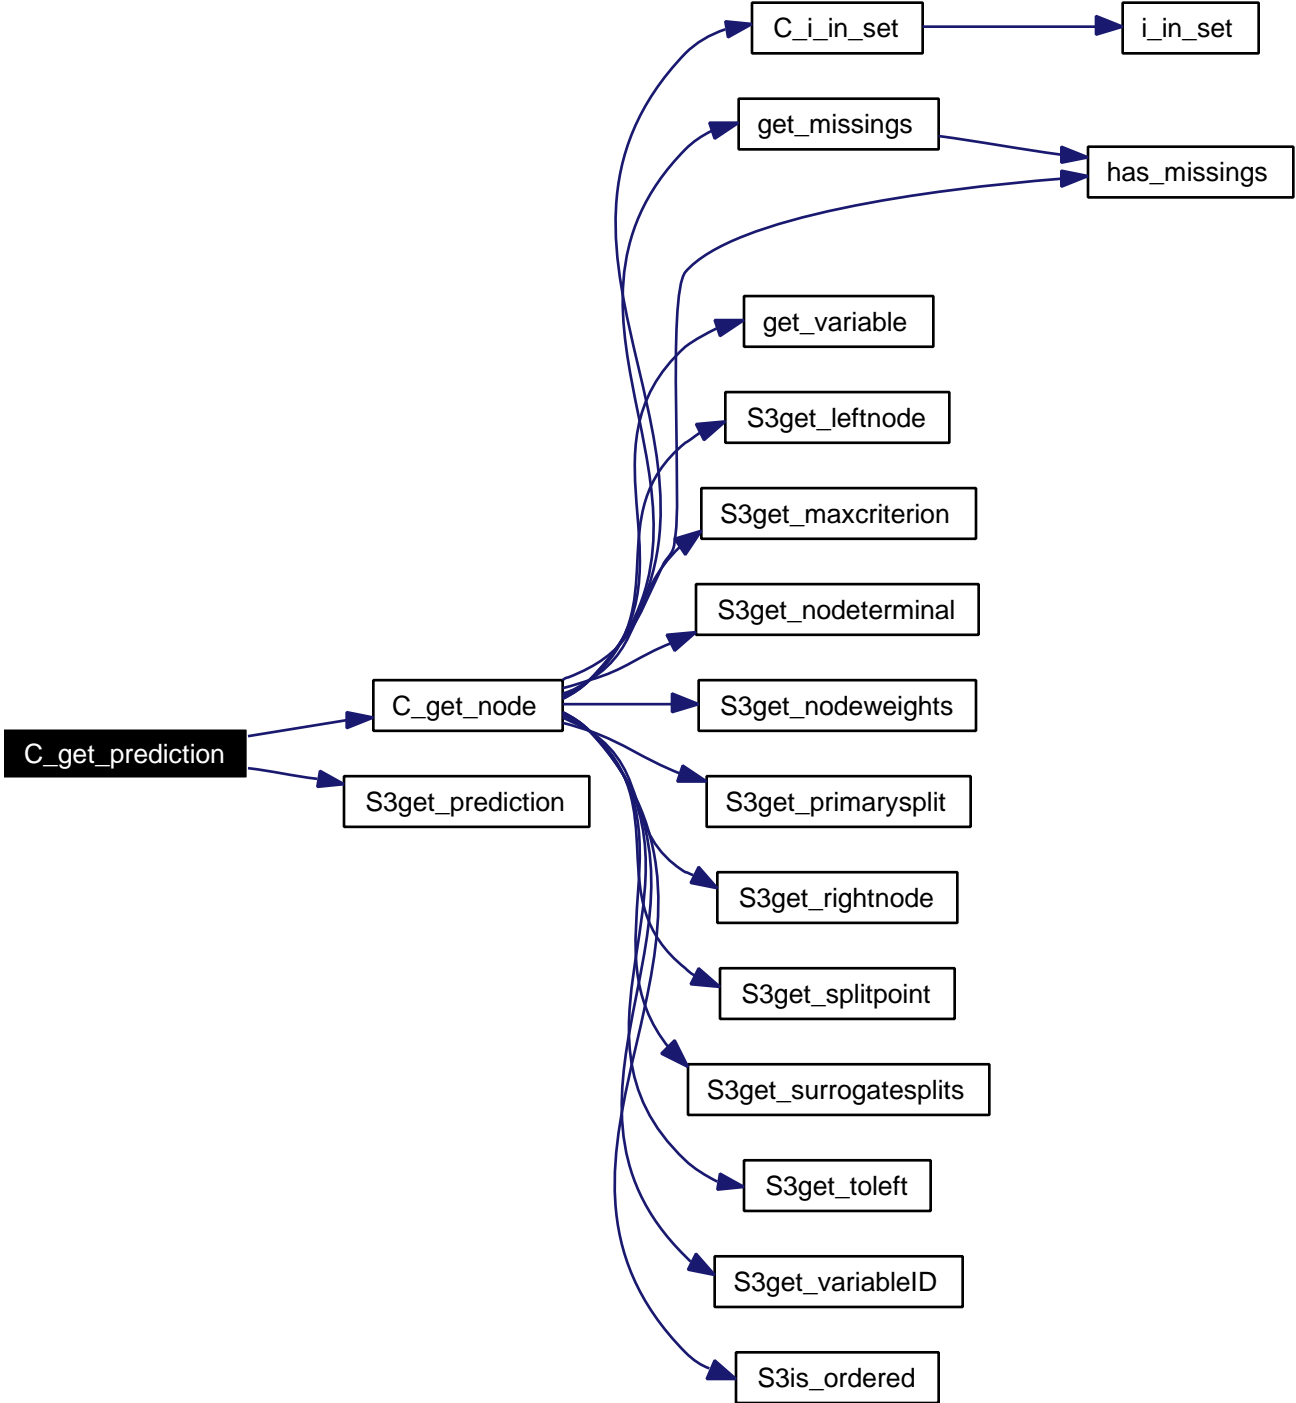 C_i_in_set
i_in_set
get_missings
has_missings
get_variable
S3get_leftnode
S3get_maxcriterion
S3get_nodeterminal
C_get_node
S3get_nodeweights
C_get_prediction
S3get_prediction
S3get_primarysplit
S3get_rightnode
S3get_splitpoint
S3get_surrogatesplits
S3get_toleft
S3get_variableID
S3is_ordered